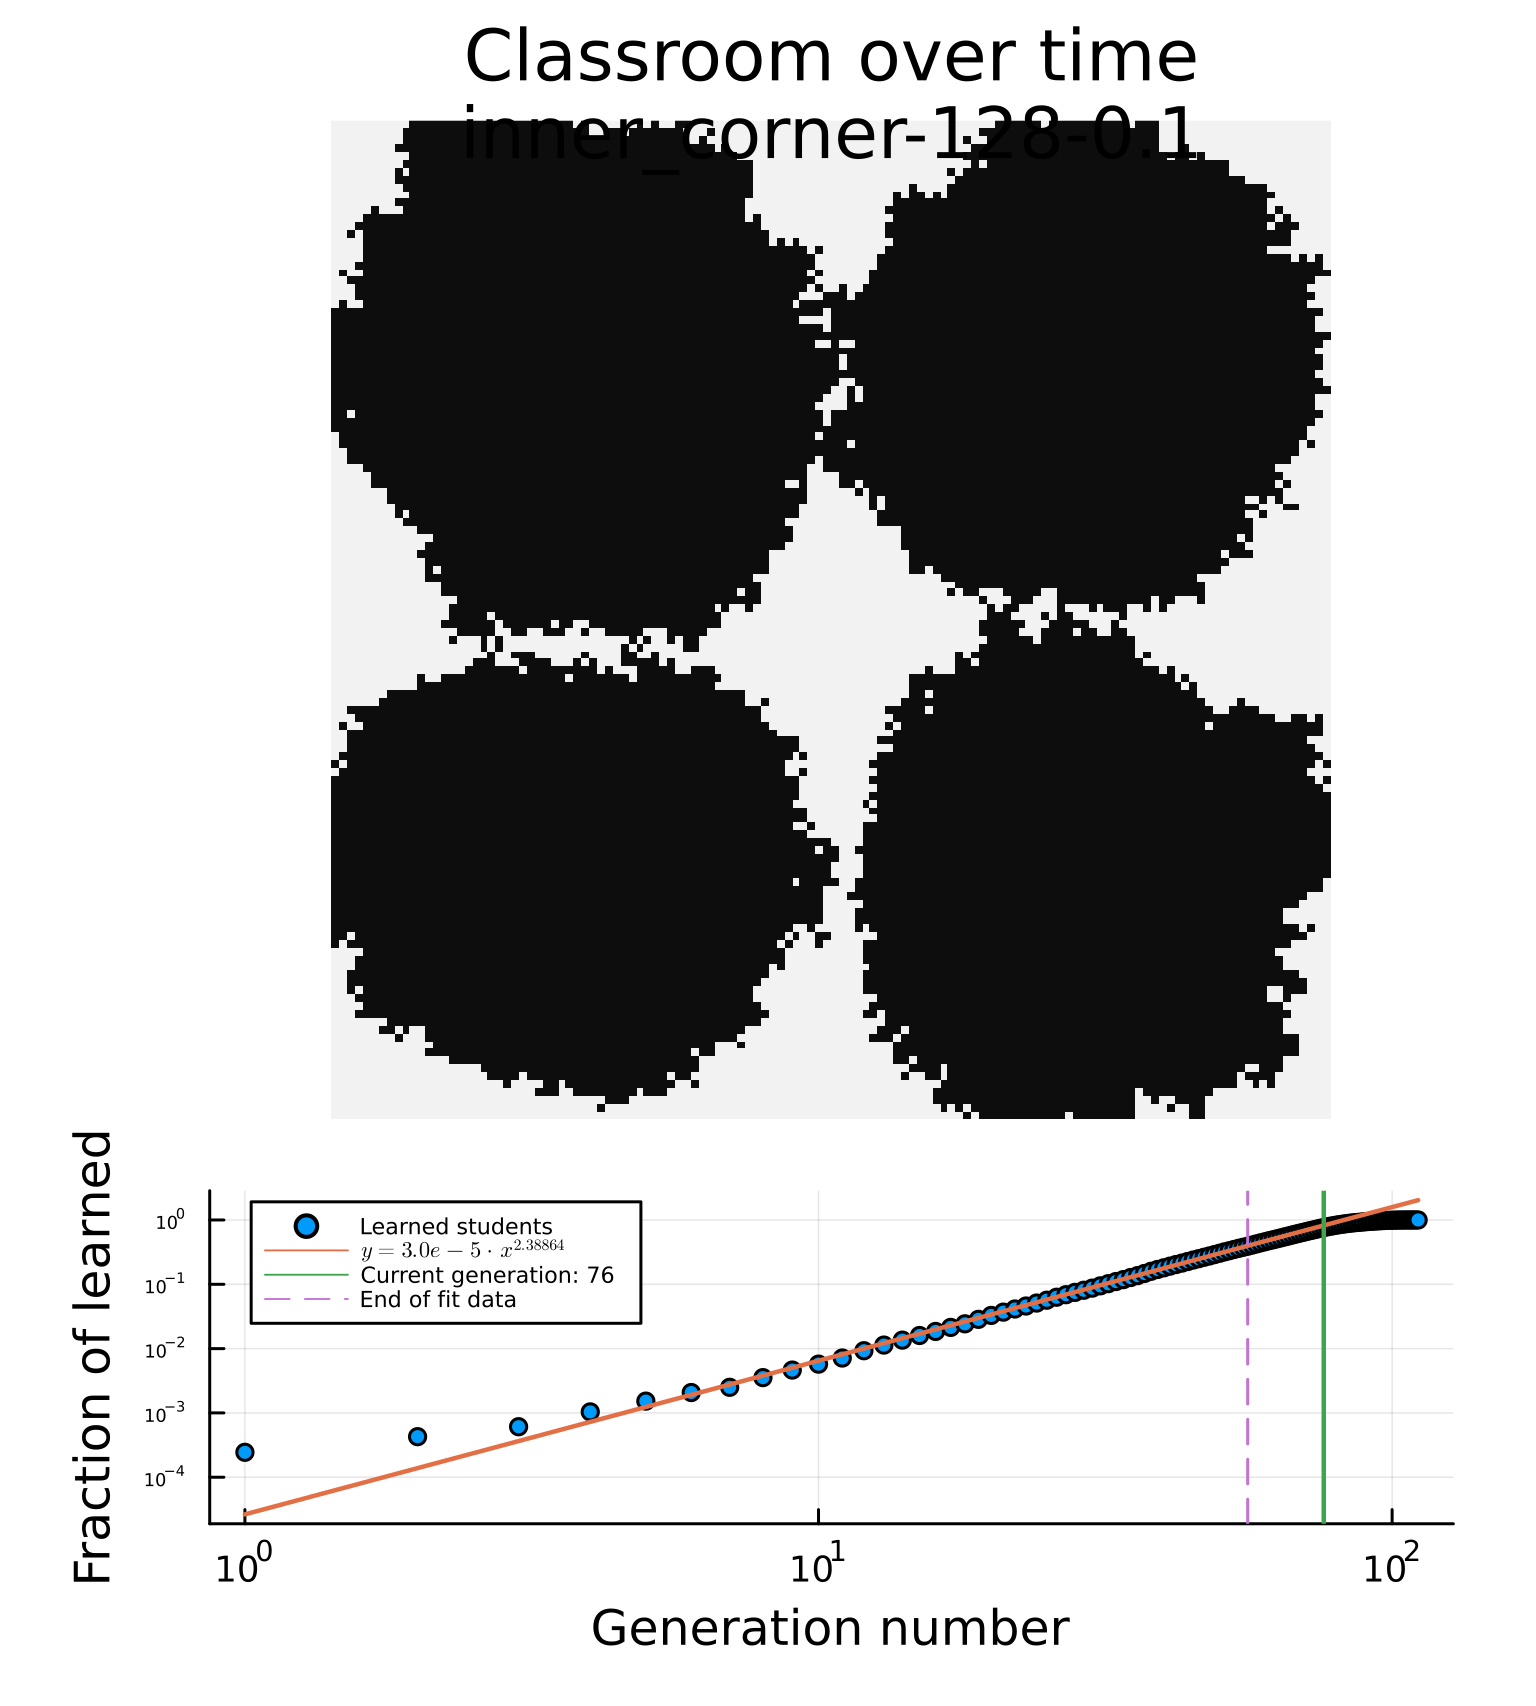 Classroom over time
inner_corner-128-0.1
Fraction of learned
10^0
10^-1
10^-2
10^-3
10^-4
Learned students
y = 3.0e − 5 · x^2.38864
Current generation: 76
End of fit data
10^0 10^1 10^2
Generation number